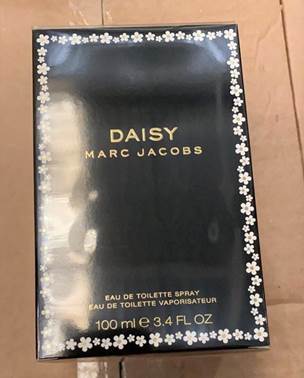 DAISY
MARC JACOBS
EAU DE TOILETTE SPRAY
EAU DE TOILETTE VAPORISATEUR
100 ml ℮ 3.4 FL OZ